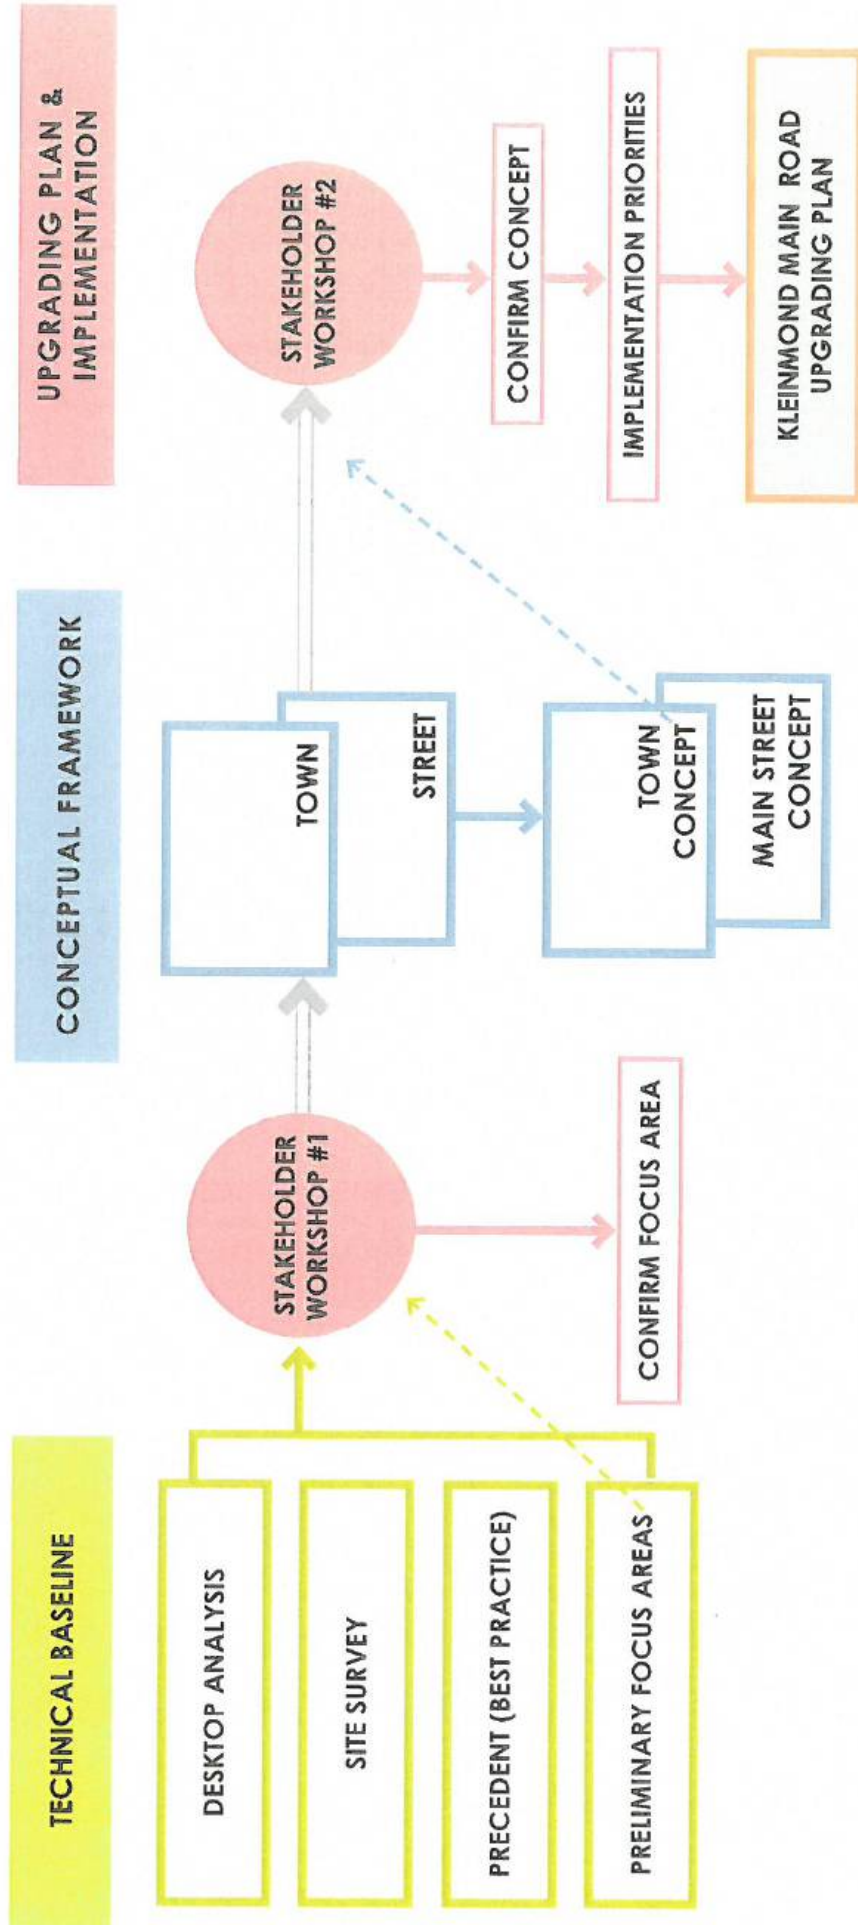 TECHNICAL BASELINE
DESKTOP ANALYSIS
SITE SURVEY
PRECEDENT (BEST PRACTICE)
PRELIMINARY FOCUS AREAS
STAKEHOLDER
WORKSHOP #1
CONFIRM FOCUS AREA
CONCEPTUAL FRAMEWORK
TOWN
STREET
TOWN
CONCEPT
MAIN STREET
CONCEPT
UPGRADING PLAN &
IMPLEMENTATION
STAKEHOLDER
WORKSHOP #2
CONFIRM CONCEPT
IMPLEMENTATION PRIORITIES
KLEINMOND MAIN ROAD
UPGRADING PLAN